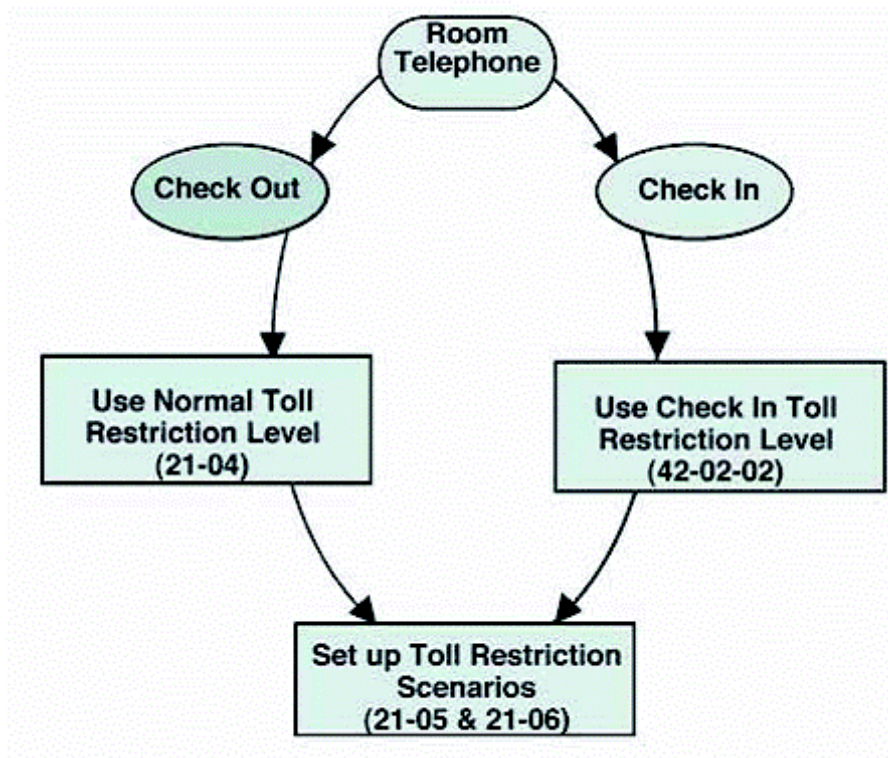 Room
Telephone
Check Out
Check In
Use Normal Toll
Restriction Level
(21-04)
Use Check In Toll
Restriction Level
(42-02-02)
Set up Toll Restriction
Scenarios
(21-05 & 21-06)